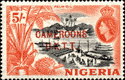 5/-
CAMEROONS
U.K.T.T.
NIGERIA